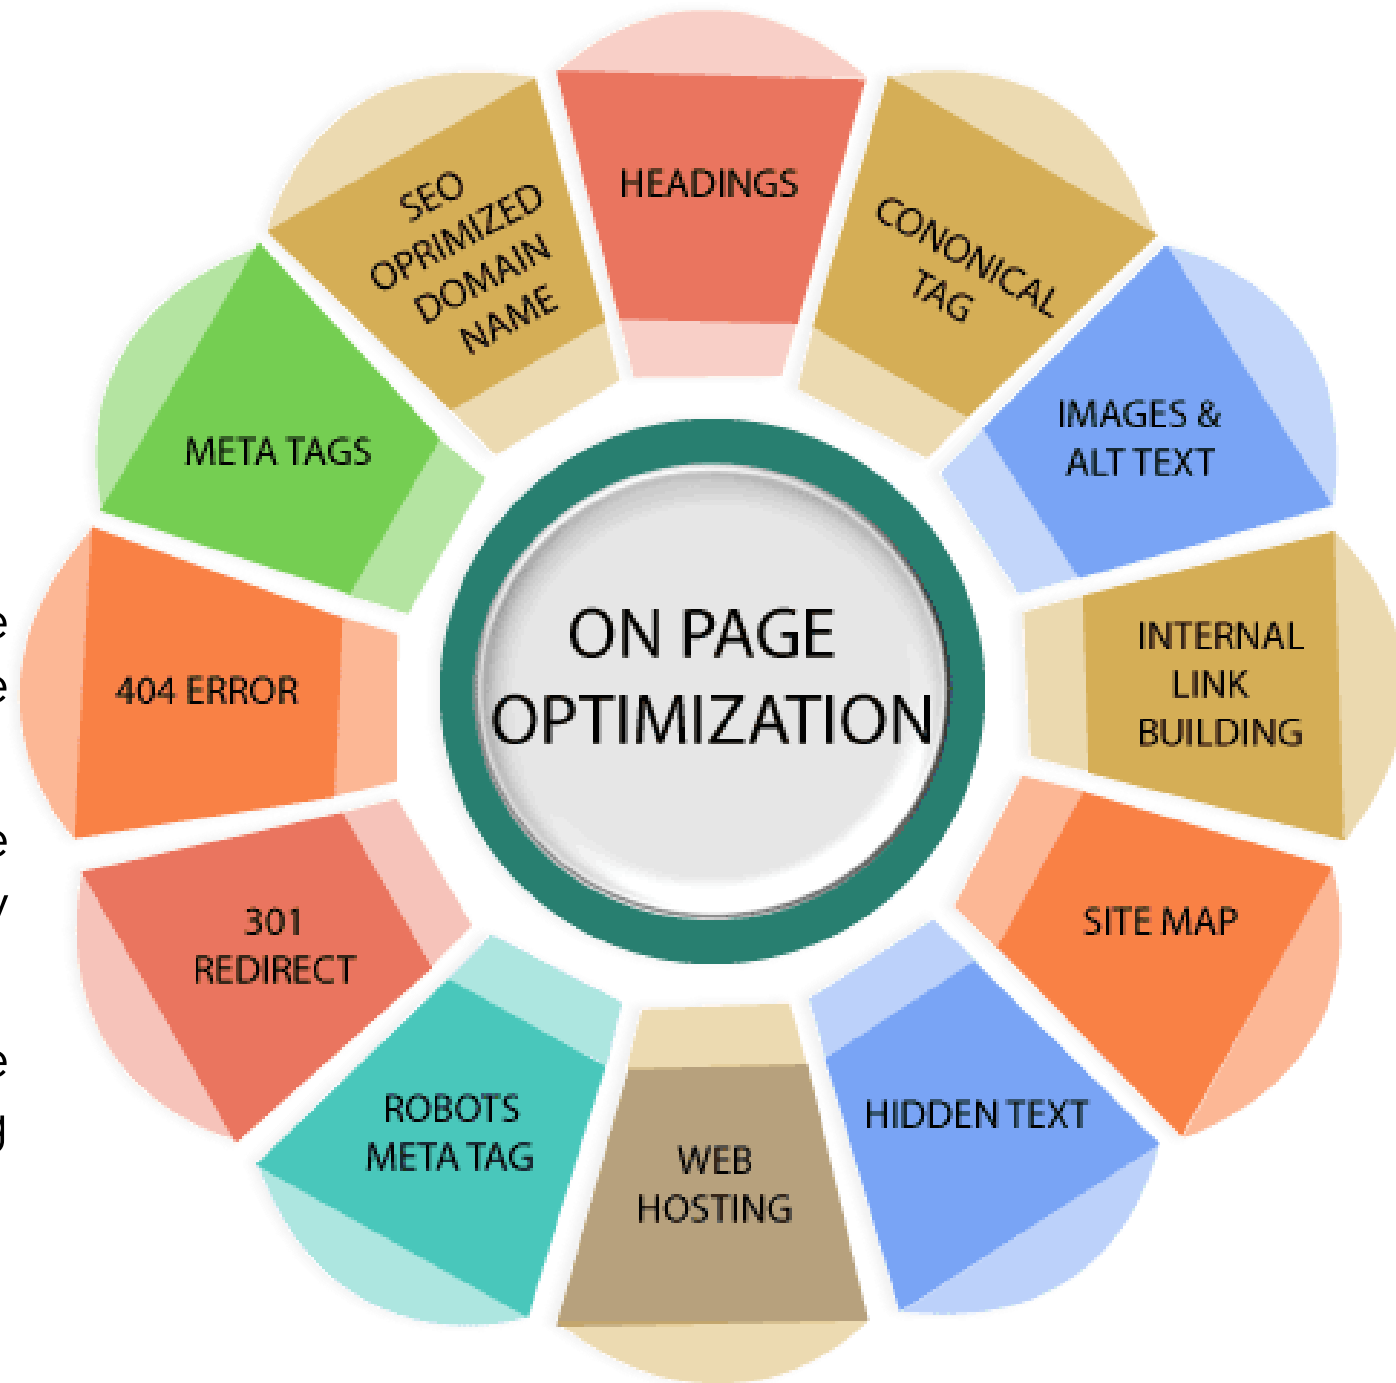 HEADINGS
CONONICAL
TAG
IMAGES &
ALT TEXT
INTERNAL
LINK
BUILDING
SITE MAP
HIDDEN TEXT
WEB
HOSTING
ROBOTS
META TAG
301
REDIRECT
404 ERROR
META TAGS
SEO
OPRIMIZED
DOMAIN
NAME
ON PAGE
OPTIMIZATION